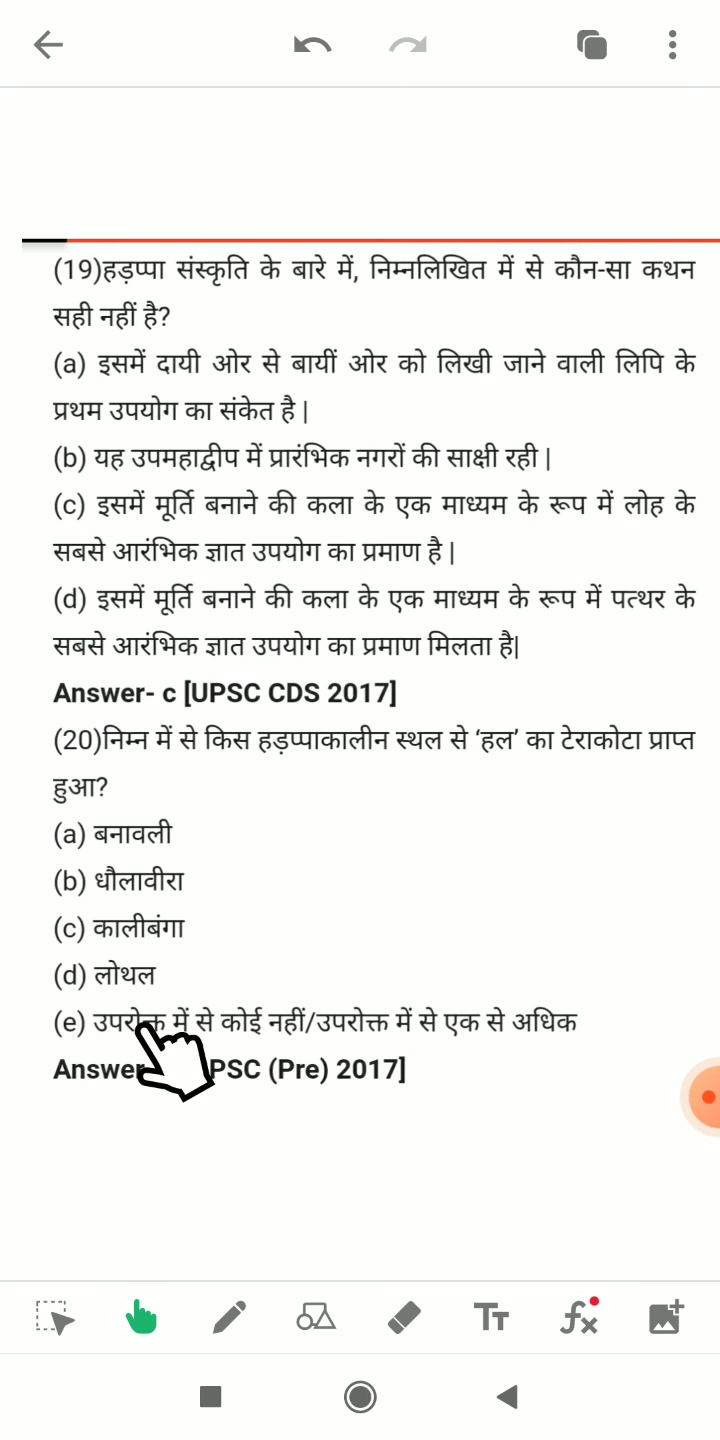 (19)हड़प्पा संस्कृति के बारे में, निम्नलिखित में से कौन-सा कथन
सही नहीं है?
(a) इसमें दायी ओर से बायीं ओर को लिखी जाने वाली लिपि के
प्रथम उपयोग का संकेत है |
(b) यह उपमहाद्वीप में प्रारंभिक नगरों की साक्षी रही |
(c) इसमें मूर्ति बनाने की कला के एक माध्यम के रूप में लोह के
सबसे आरंभिक ज्ञात उपयोग का प्रमाण है |
(d) इसमें मूर्ति बनाने की कला के एक माध्यम के रूप में पत्थर के
सबसे आरंभिक ज्ञात उपयोग का प्रमाण मिलता है|
Answer- c [UPSC CDS 2017]
(20)निम्न में से किस हड़प्पाकालीन स्थल से ‘हल’ का टेराकोटा प्राप्त
हुआ?
(a) बनावली
(b) धौलावीरा
(c) कालीबंगा
(d) लोथल
(e) उपरोक्त में से कोई नहीं/उपरोक्त में से एक से अधिक
(Pre) 2017]
Tт
fx